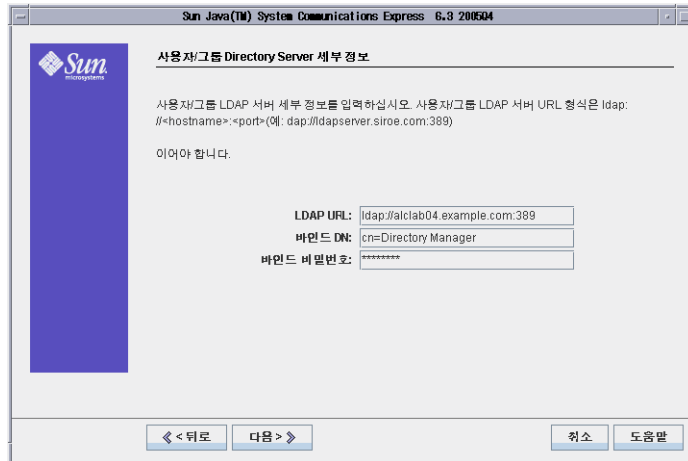 Sun Java(TM) System Communications Express 6.3 2005Q4
Sun
microsystems
사용자/그룹 Directory Server 세부 정보
사용자/그룹 LDAP 서버 세부 정보를 입력하십시오. 사용자/그룹 LDAP 서버 URL 형식은 ldap:
//<hostname>:<port>(예: dap://ldapserver.siroe.com:389)
이어야 합니다.
LDAP URL: ldap://alclab04.example.com:389
바인드 DN: cn=Directory Manager
바인드 비밀번호: ********
< 뒤로 다음 > 취소 도움말